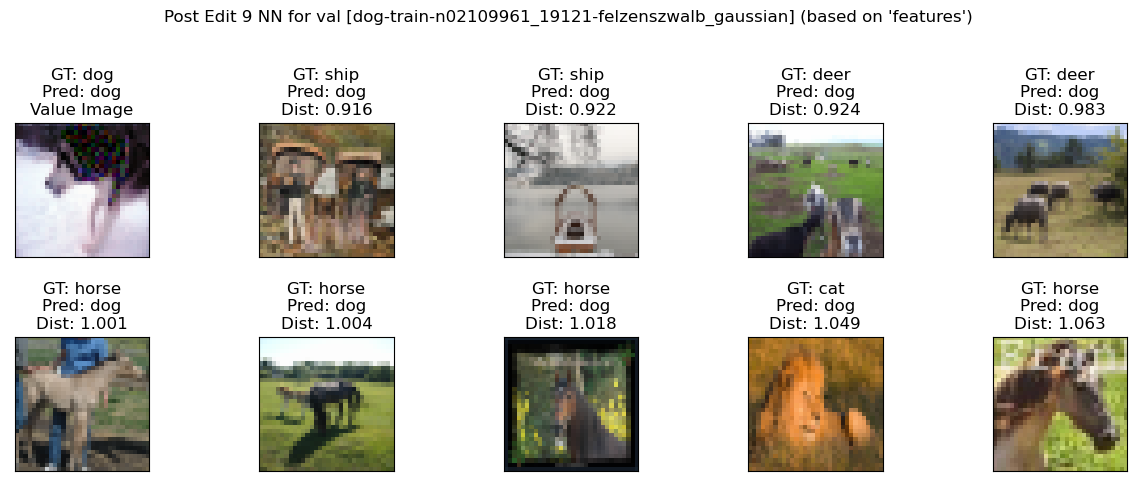 Post Edit 9 NN for val [dog-train-n02109961_19121-felzenszwalb_gaussian] (based on 'features')
GT: dog
Pred: dog
Value Image
GT: ship
Pred: dog
Dist: 0.916
GT: ship
Pred: dog
Dist: 0.922
GT: deer
Pred: dog
Dist: 0.924
GT: deer
Pred: dog
Dist: 0.983
GT: horse
Pred: dog
Dist: 1.001
GT: horse
Pred: dog
Dist: 1.004
GT: horse
Pred: dog
Dist: 1.018
GT: cat
Pred: dog
Dist: 1.049
GT: horse
Pred: dog
Dist: 1.063